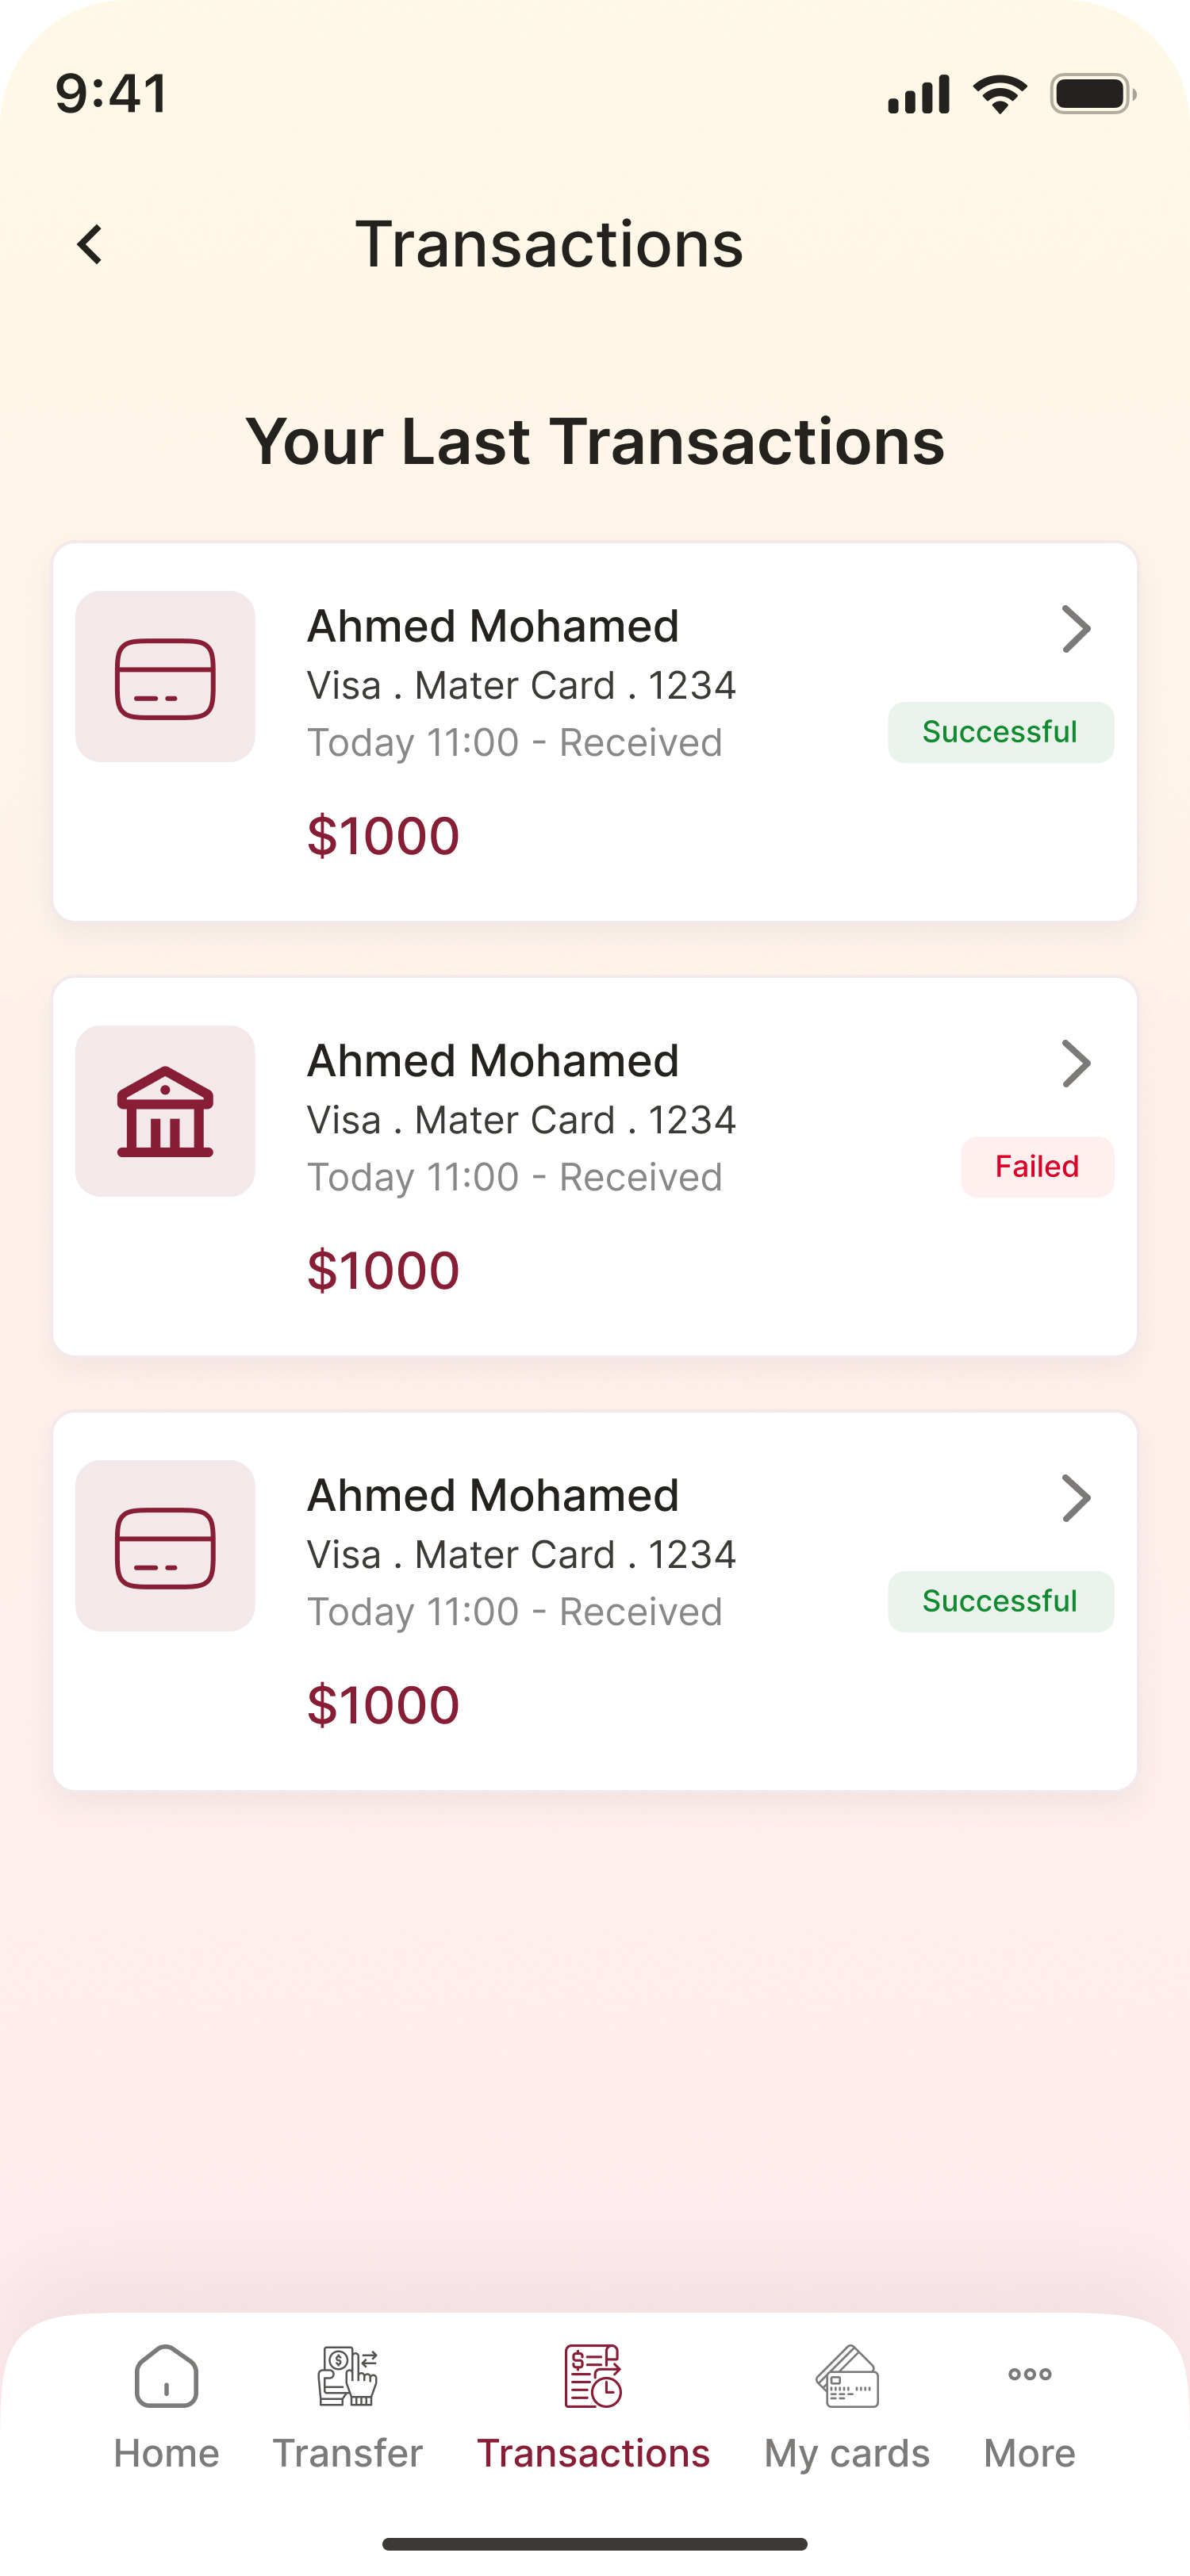 9:41
Transactions
Your Last Transactions
Ahmed Mohamed
Visa . Mater Card . 1234
Today 11:00 - Received
Successful
$1000
Ahmed Mohamed
Visa . Mater Card . 1234
Today 11:00 - Received
Failed
$1000
Ahmed Mohamed
Visa . Mater Card . 1234
Today 11:00 - Received
Successful
$1000
Home Transfer Transactions My cards More